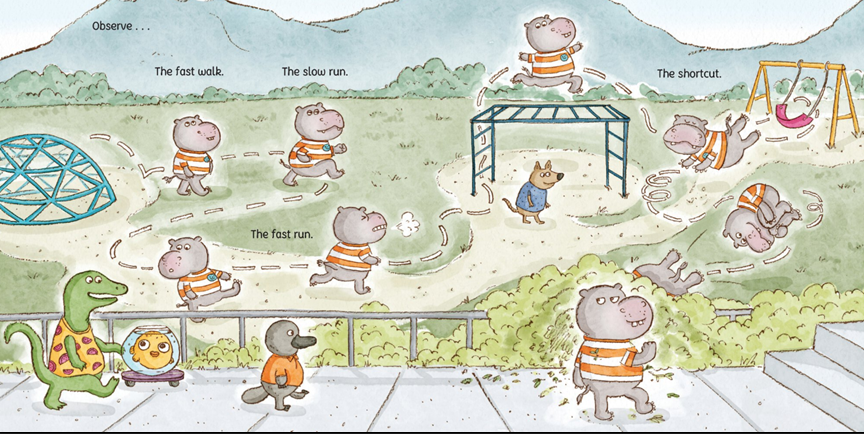 Observe . . .
The fast walk.
The slow run.
The shortcut.
The fast run.